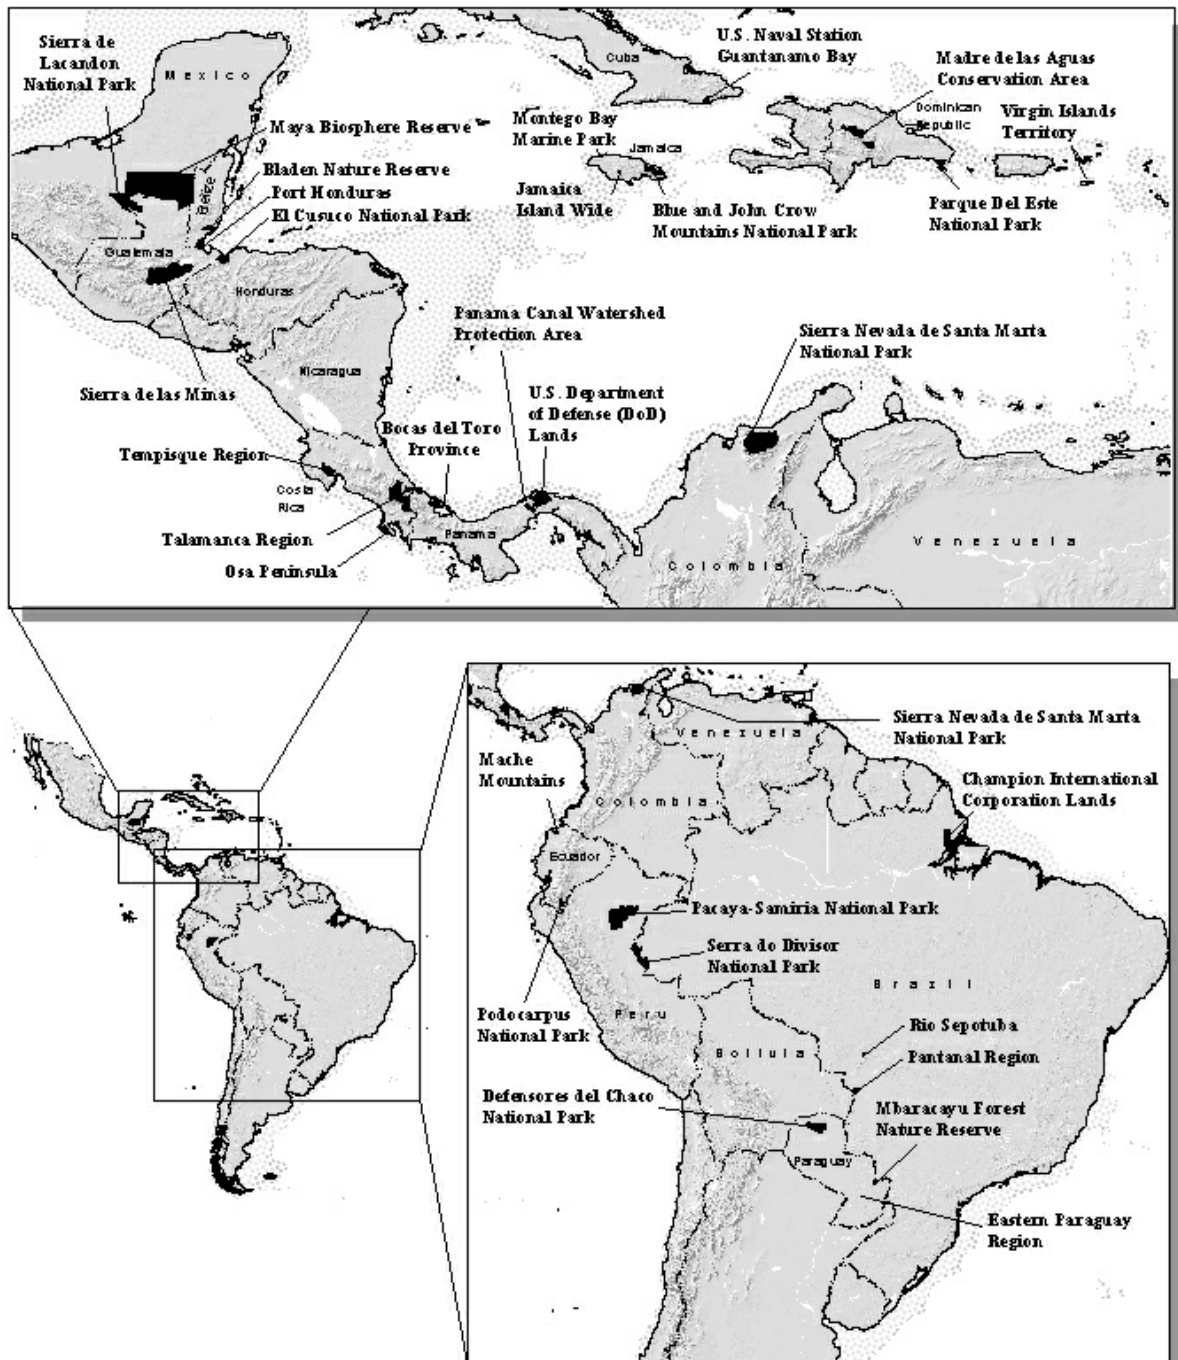 Sierra de
Lacandon
National Park
Mexico
Maya Biosphere Reserve
Bladen Nature Reserve
Port Honduras
El Cusuco National Park
Belize
Guatemala
Honduras
Nicaragua
Sierra de las Minas
Tempisque Region
Costa
Rica
Talamanca Region
Osa Peninsula
Bocas del Toro
Province
Panama
Panama Canal Watershed
Protection Area
U.S. Department
of Defense (DoD)
Lands
Cuba
U.S. Naval Station
Guantanamo Bay
Montego Bay
Marine Park
Jamaica
Jamaica
Island Wide
Blue and John Crow
Mountains National Park
Madre de las Aguas
Conservation Area
Dominican
Republic
Virgin Islands
Territory
Parque Del Este
National Park
Sierra Nevada de Santa Marta
National Park
Colombia
Venezuela
Sierra Nevada de Santa Marta
National Park
Venezuela
Mache
Mountains
Colombia
Champion International
Corporation Lands
Ecuador
Pacaya-Samiria National Park
Serra do Divisor
National Park
Brazil
Podocarpus
National Park
Peru
Rio Sepotuba
Bolivia
Pantanal Region
Defensores del Chaco
National Park
Mbaracayu Forest
Nature Reserve
Paraguay
Eastern Paraguay
Region